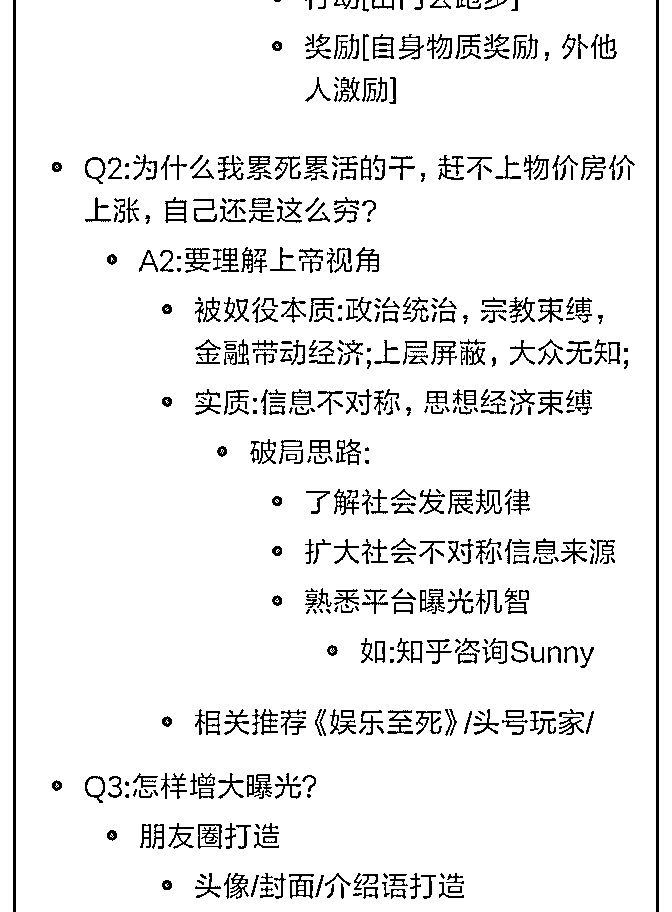 行动[出门去跑步]
奖励[自身物质奖励，外他
人激励]
Q2:为什么我累死累活的干，赶不上物价房价
上涨，自己还是这么穷?
A2:要理解上帝视角
被奴役本质:政治统治，宗教束缚，
金融带动经济;上层屏蔽，大众无知;
实质:信息不对称，思想经济束缚
破局思路:
了解社会发展规律
扩大社会不对称信息来源
熟悉平台曝光机智
如:知乎咨询Sunny
相关推荐《娱乐至死》/头号玩家/
Q3:怎样增大曝光?
朋友圈打造
头像/封面/介绍语打造